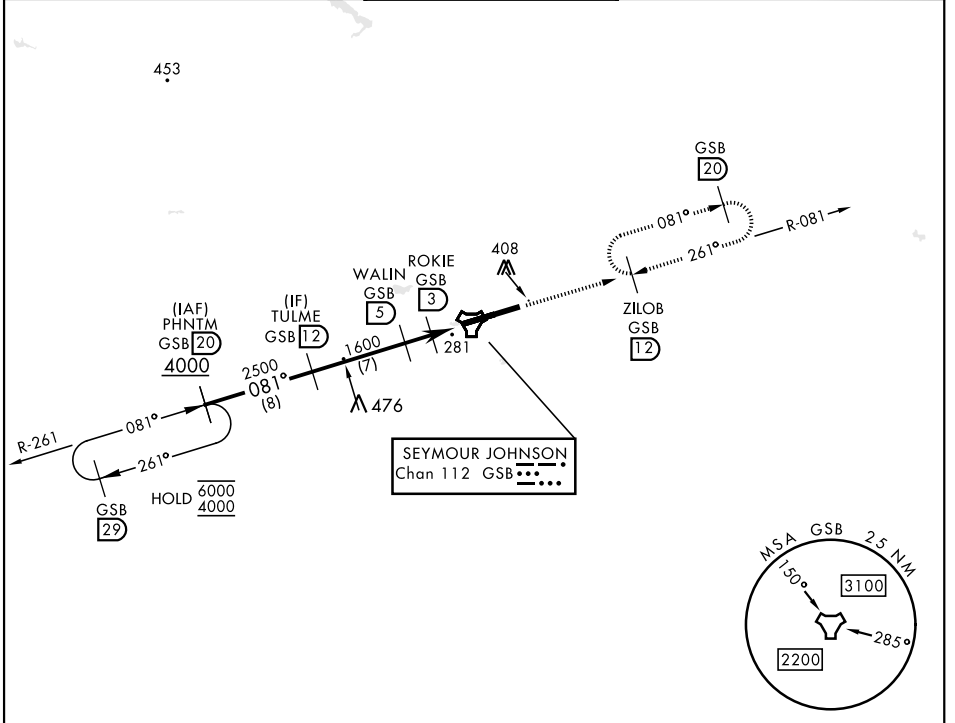 453
GSB
20
081°
R-081
261°
408
ROKIE
GSB
3
WALIN
GSB
5
ZILOB
GSB
12
(IF)
TULME
GSB 12
(IAF)
PHNTM
GSB 20
4000
281
1600
(7)
2500
081°
(8)
476
081°
R-261
261°
HOLD 6000
4000
GSB
29
SEYMOUR JOHNSON
Chan 112 GSB
MSA GSB 25 NM
150°
3100
285°
2200